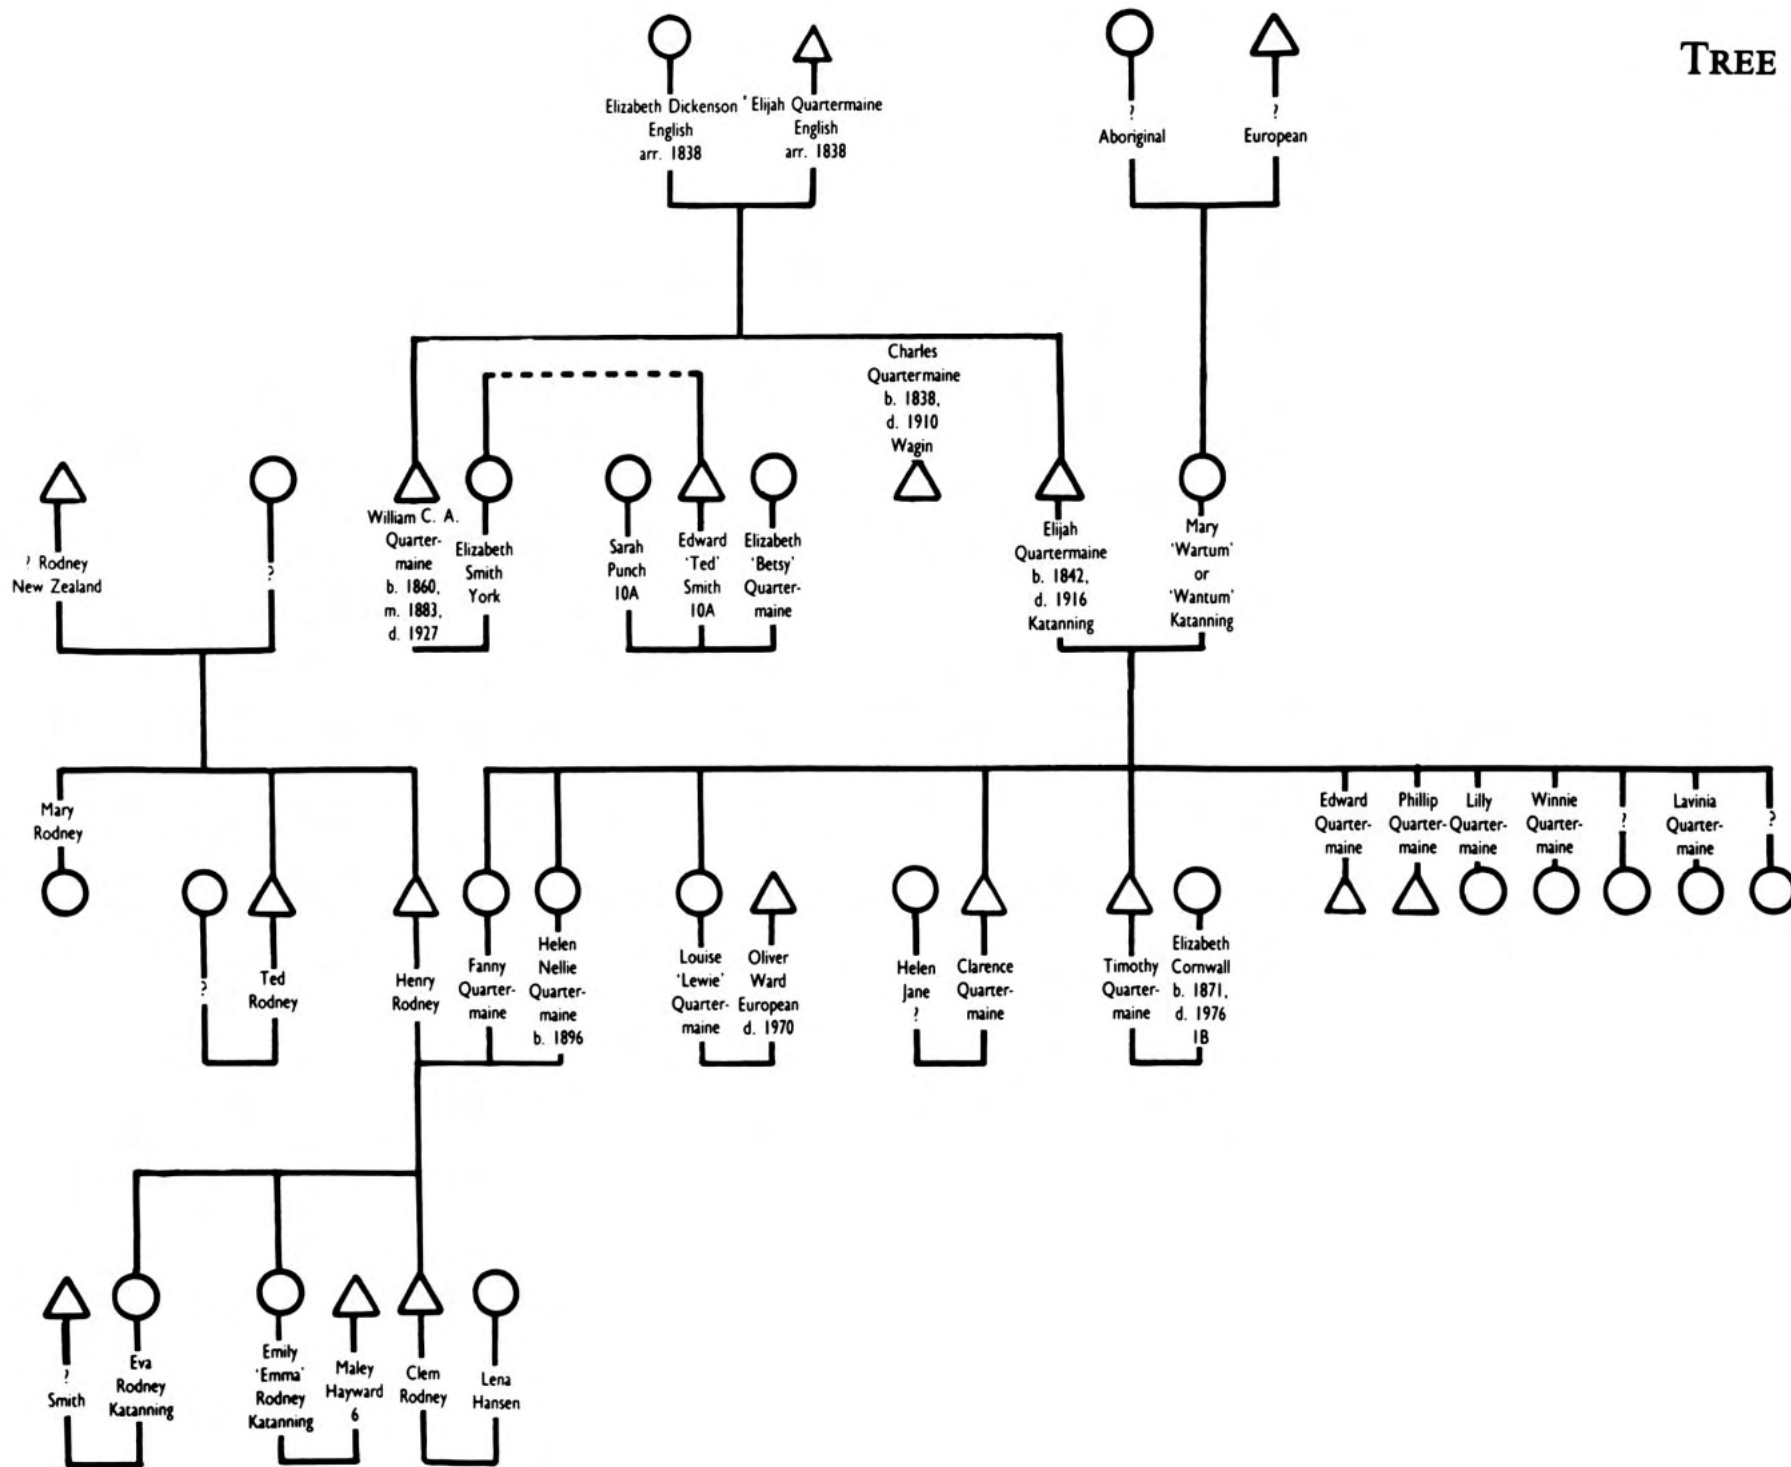 TREE
Elizabeth Dickenson
English
arr. 1838
Elijah Quartermaine
English
arr. 1838
?
Aboriginal
?
European
Charles
Quartermaine
b. 1838,
d. 1910
Wagin
? Rodney
New Zealand
?
William C. A.
Quarter-
maine
b. 1860,
m. 1883,
d. 1927
Elizabeth
Smith
York
Sarah
Punch
10A
Edward
'Ted'
Smith
10A
Elizabeth
'Betsy'
Quarter-
maine
Elijah
Quartermaine
b. 1842,
d. 1916
Katanning
Mary
'Wartum'
or
'Wantum'
Katanning
Mary
Rodney
?
Ted
Rodney
Henry
Rodney
Fanny
Quarter-
maine
Helen
Nellie
Quarter-
maine
b. 1896
Louise
'Lewie'
Quarter-
maine
Oliver
Ward
European
d. 1970
Helen
Jane
?
Clarence
Quarter-
maine
Timothy
Quarter-
maine
Elizabeth
Cornwall
b. 1871,
d. 1976
1B
Edward
Quarter-
maine
Phillip
Quarter-
maine
Lilly
Quarter-
maine
Winnie
Quarter-
maine
?
Lavinia
Quarter-
maine
?
?
Smith
Eva
Rodney
Katanning
Emily
'Emma'
Rodney
Katanning
Maley
Hayward
6
Clem
Rodney
Lena
Hansen